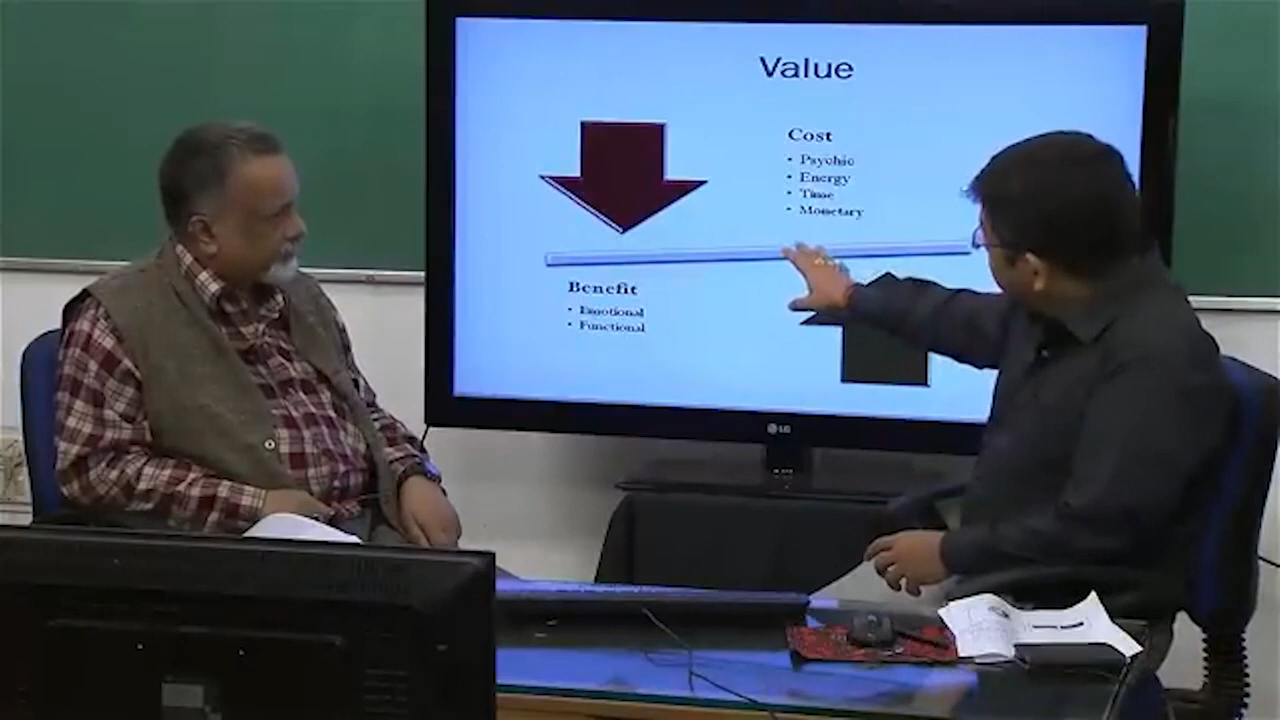 Value
Cost
• Psychic
• Energy
• Time
• Monetary
Benefit
• Emotional
• Functional
LG